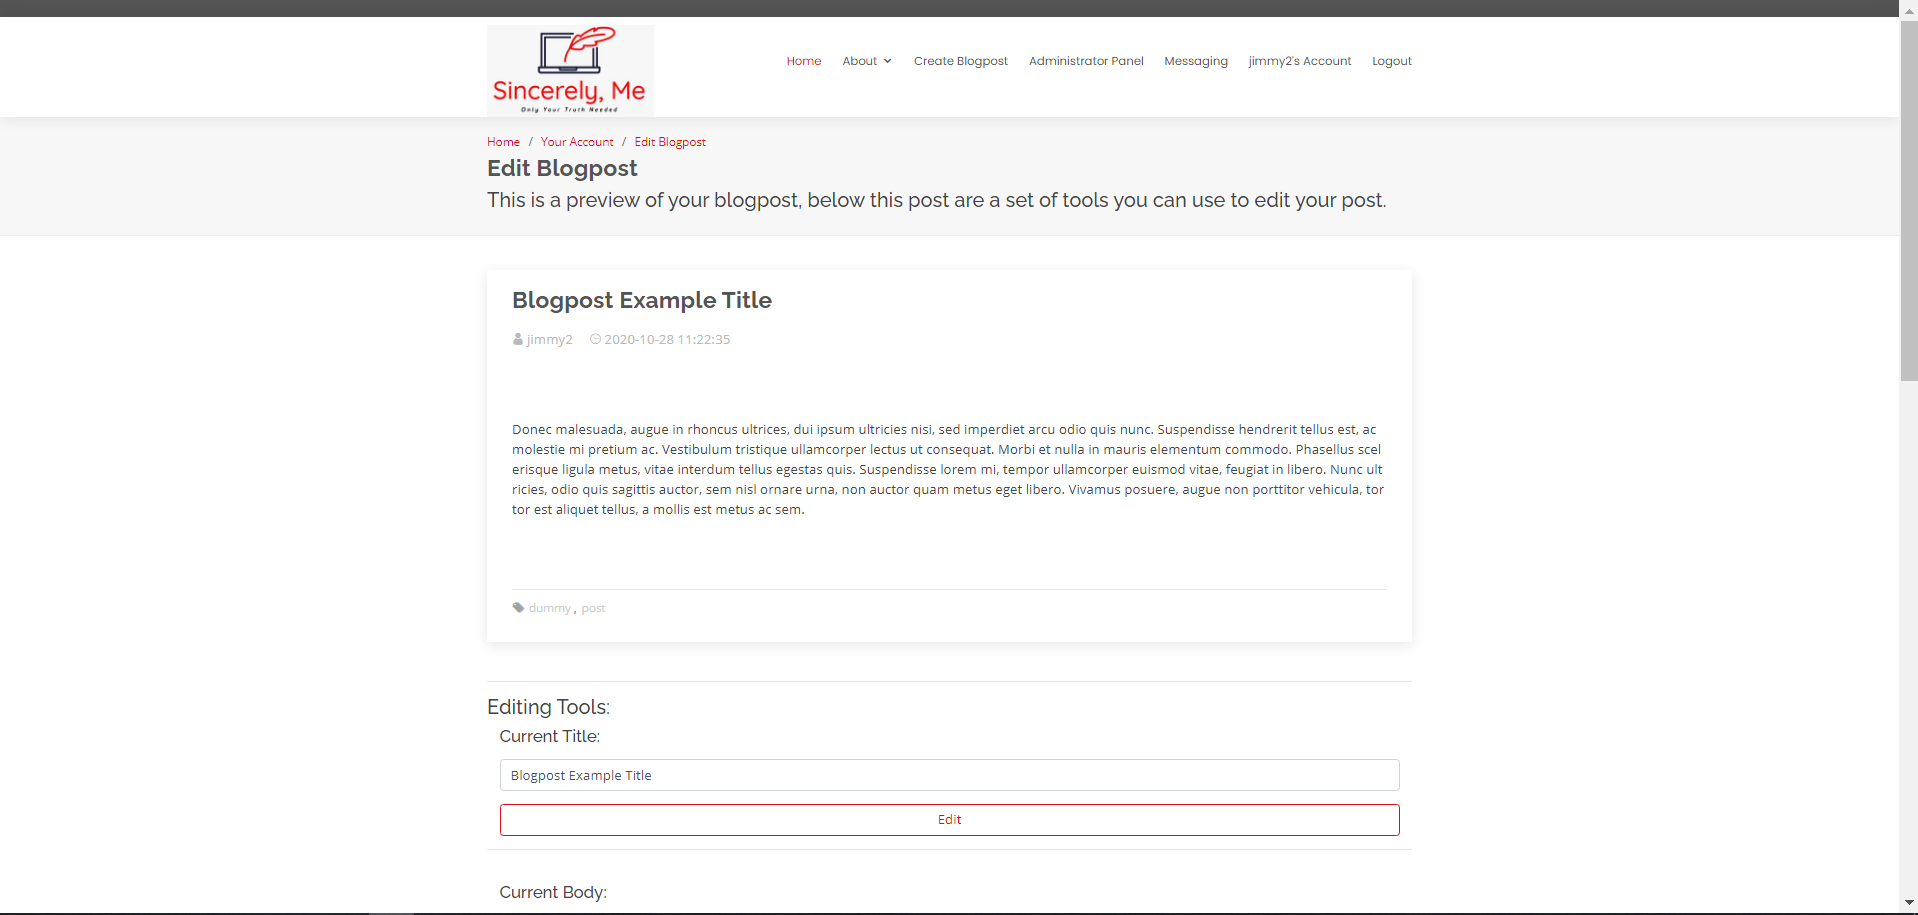 Sincerely, Me
Only Your Truth Needed
Home About Create Blogpost Administrator Panel Messaging jimmy2's Account Logout
Home / Your Account / Edit Blogpost
Edit Blogpost
This is a preview of your blogpost, below this post are a set of tools you can use to edit your post.
Blogpost Example Title
jimmy2 2020-10-28 11:22:35
Donec malesuada, augue in rhoncus ultrices, dui ipsum ultricies nisi, sed imperdiet arcu odio quis nunc. Suspendisse hendrerit tellus est, ac
molestie mi pretium ac. Vestibulum tristique ullamcorper lectus ut consequat. Morbi et nulla in mauris elementum commodo. Phasellus scel
erisque ligula metus, vitae interdum tellus egestas quis. Suspendisse lorem mi, tempor ullamcorper euismod vitae, feugiat in libero. Nunc ult
ricies, odio quis sagittis auctor, sem nisl ornare urna, non auctor quam metus eget libero. Vivamus posuere, augue non porttitor vehicula, tor
tor est aliquet tellus, a mollis est metus ac sem.
dummy , post
Editing Tools:
Current Title:
Blogpost Example Title
Edit
Current Body: